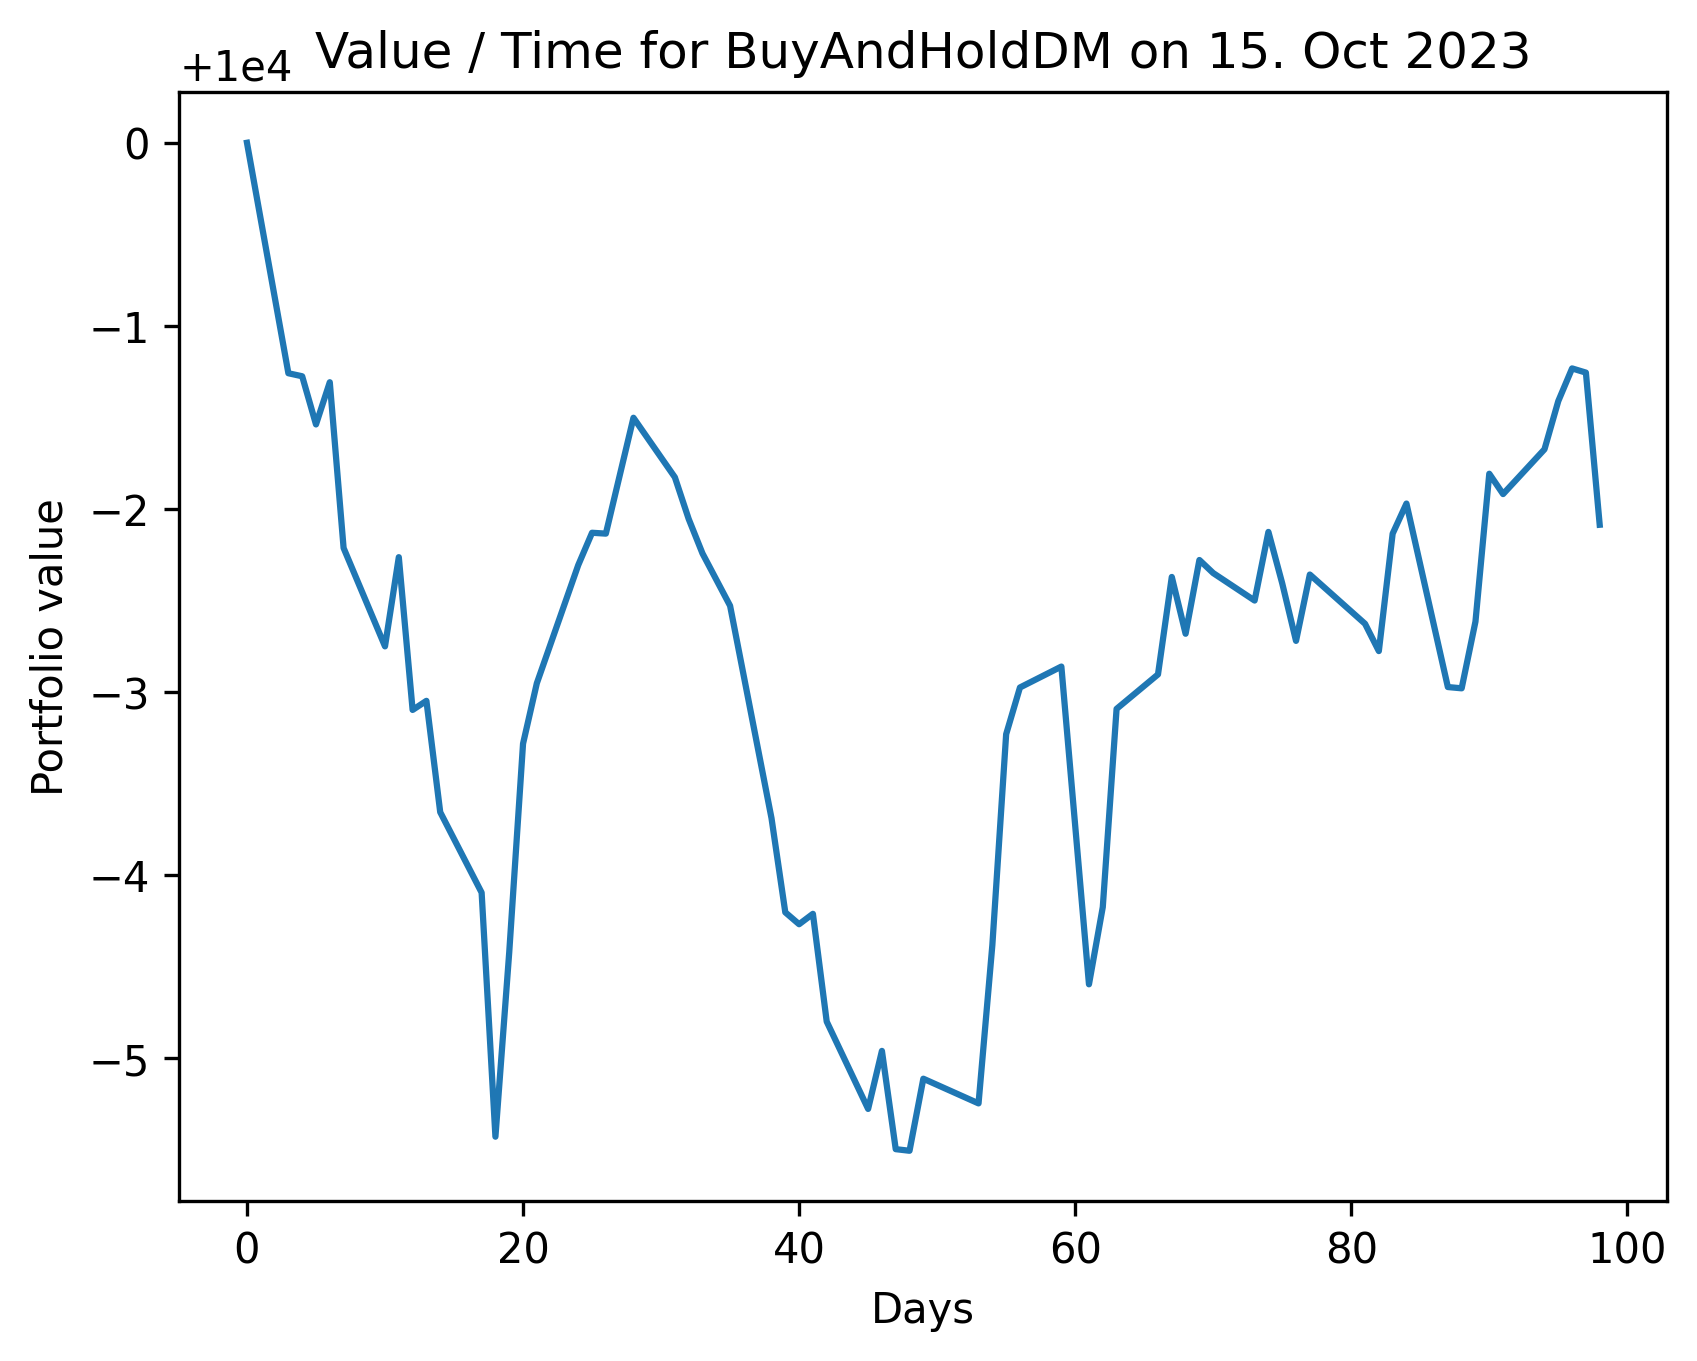 Value / Time for BuyAndHoldDM on 15. Oct 2023
+1e4
0
−1
−2
−3
−4
−5
Portfolio value
0 20 40 60 80 100
Days